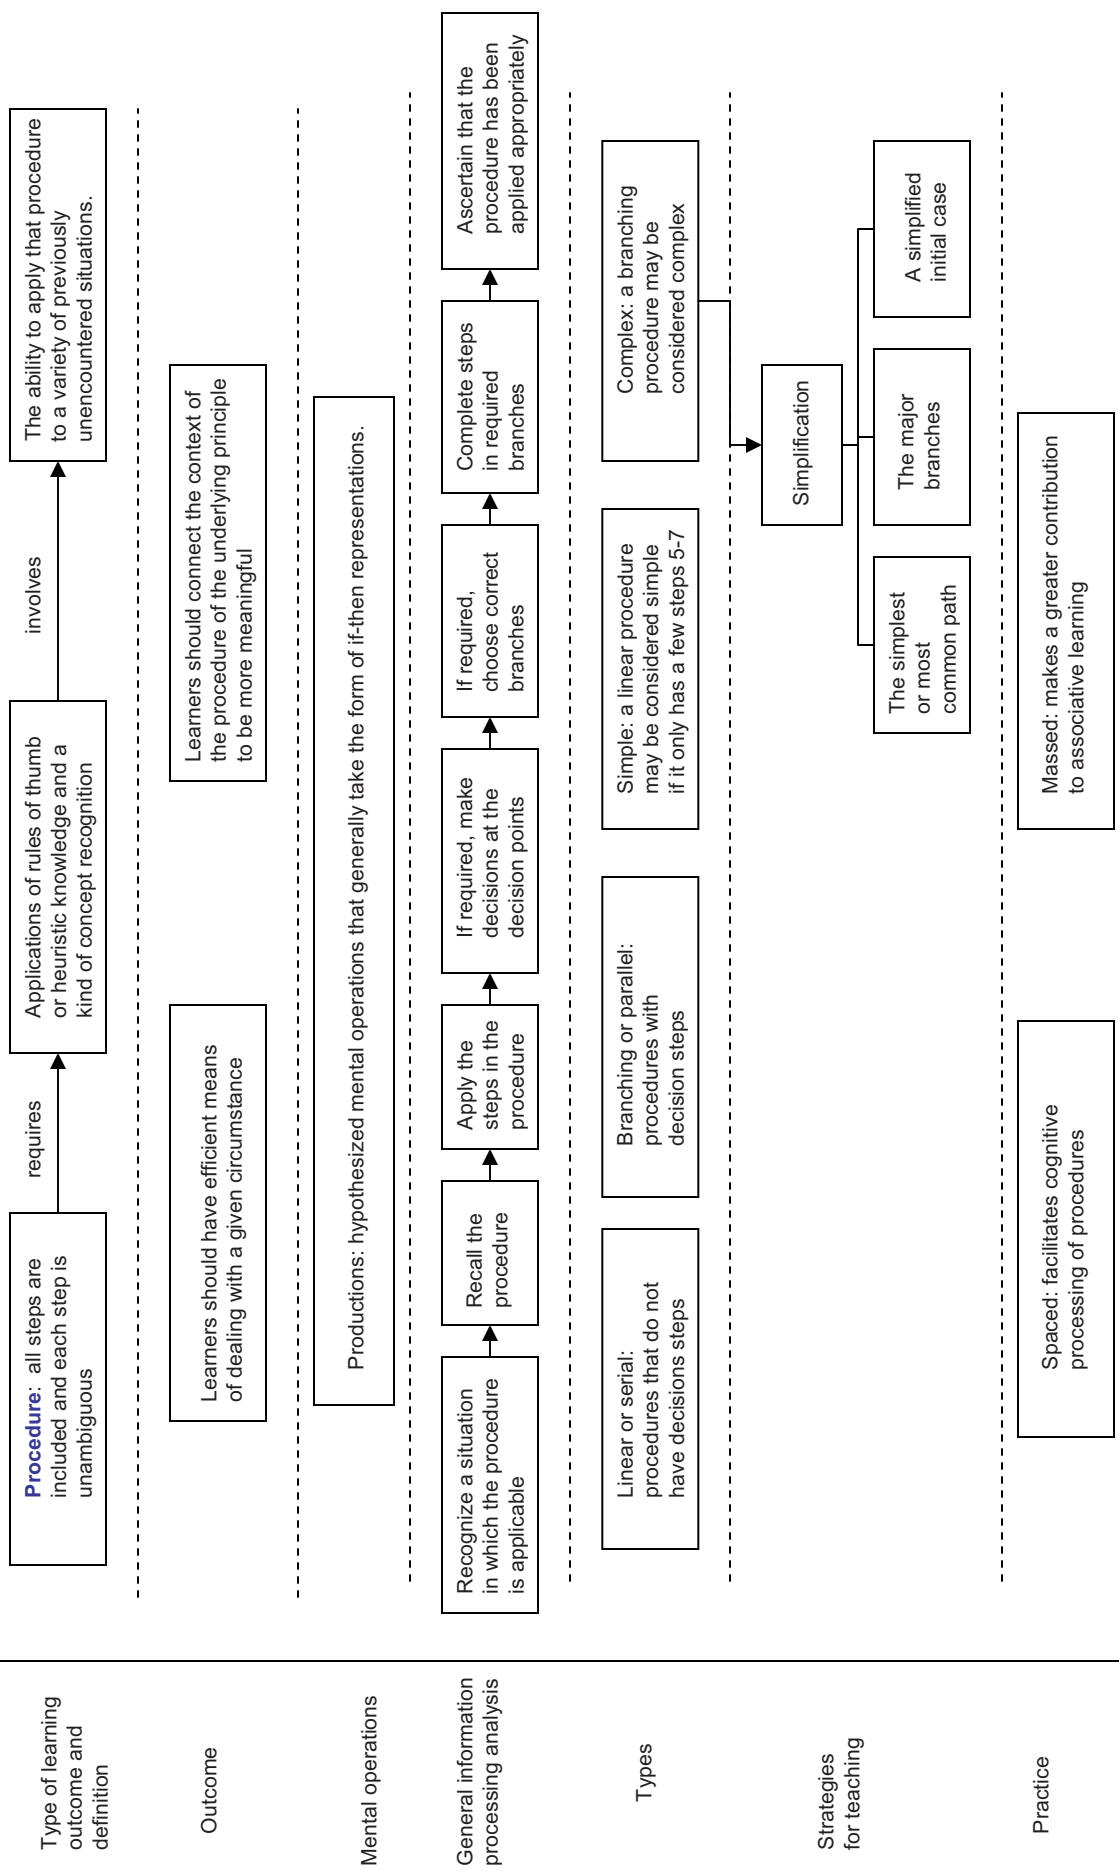 Type of learning
outcome and
definition
Procedure: all steps are
included and each step is
unambiguous
requires
Applications of rules of thumb
or heuristic knowledge and a
kind of concept recognition
involves
The ability to apply that procedure
to a variety of previously
unencountered situations.
Outcome
Learners should have efficient means
of dealing with a given circumstance
Learners should connect the context of
the procedure of the underlying principle
to be more meaningful
Mental operations
Productions: hypothesized mental operations that generally take the form of if-then representations.
General information
processing analysis
Recognize a situation
in which the procedure
is applicable
Recall the
procedure
Apply the
steps in the
procedure
If required, make
decisions at the
decision points
If required,
choose correct
branches
Complete steps
in required
branches
Ascertain that the
procedure has been
applied appropriately
Types
Linear or serial:
procedures that do not
have decisions steps
Branching or parallel:
procedures with
decision steps
Simple: a linear procedure
may be considered simple
if it only has a few steps 5-7
Complex: a branching
procedure may be
considered complex
Strategies
for teaching
Simplification
The simplest
or most
common path
The major
branches
A simplified
initial case
Practice
Spaced: facilitates cognitive
processing of procedures
Massed: makes a greater contribution
to associative learning